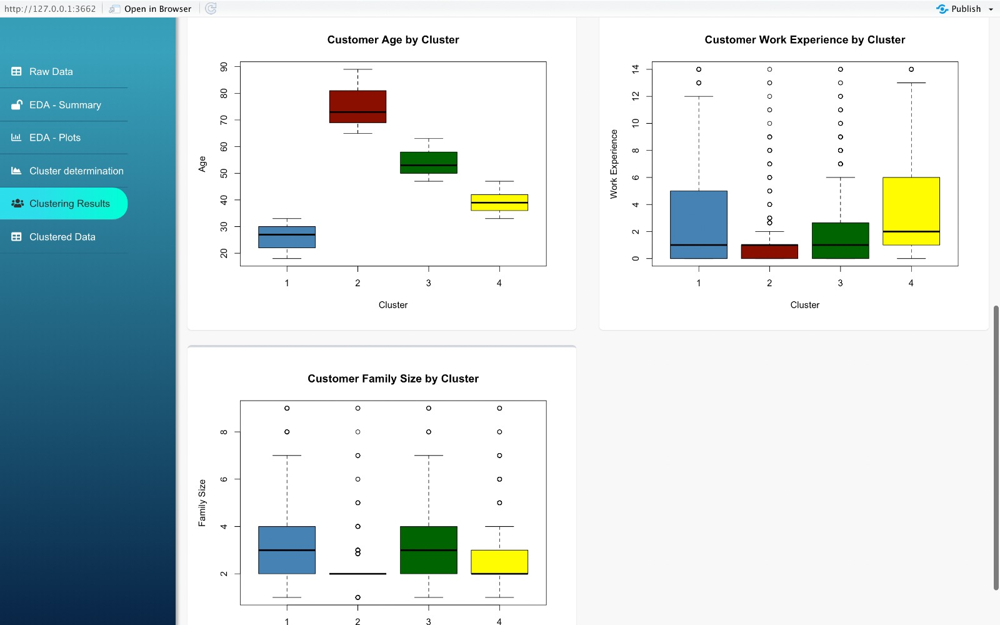 http://127.0.0.1:3662 Open in Browser Publish
Raw Data
EDA - Summary
EDA - Plots
Cluster determination
Clustering Results
Clustered Data
Customer Age by Cluster
Age
90
80
70
60
50
40
30
20
1 2 3 4
Cluster
Customer Work Experience by Cluster
Work Experience
14
12
10
8
6
4
2
0
1 2 3 4
Cluster
Customer Family Size by Cluster
Family Size
8
6
4
2
1 2 3 4